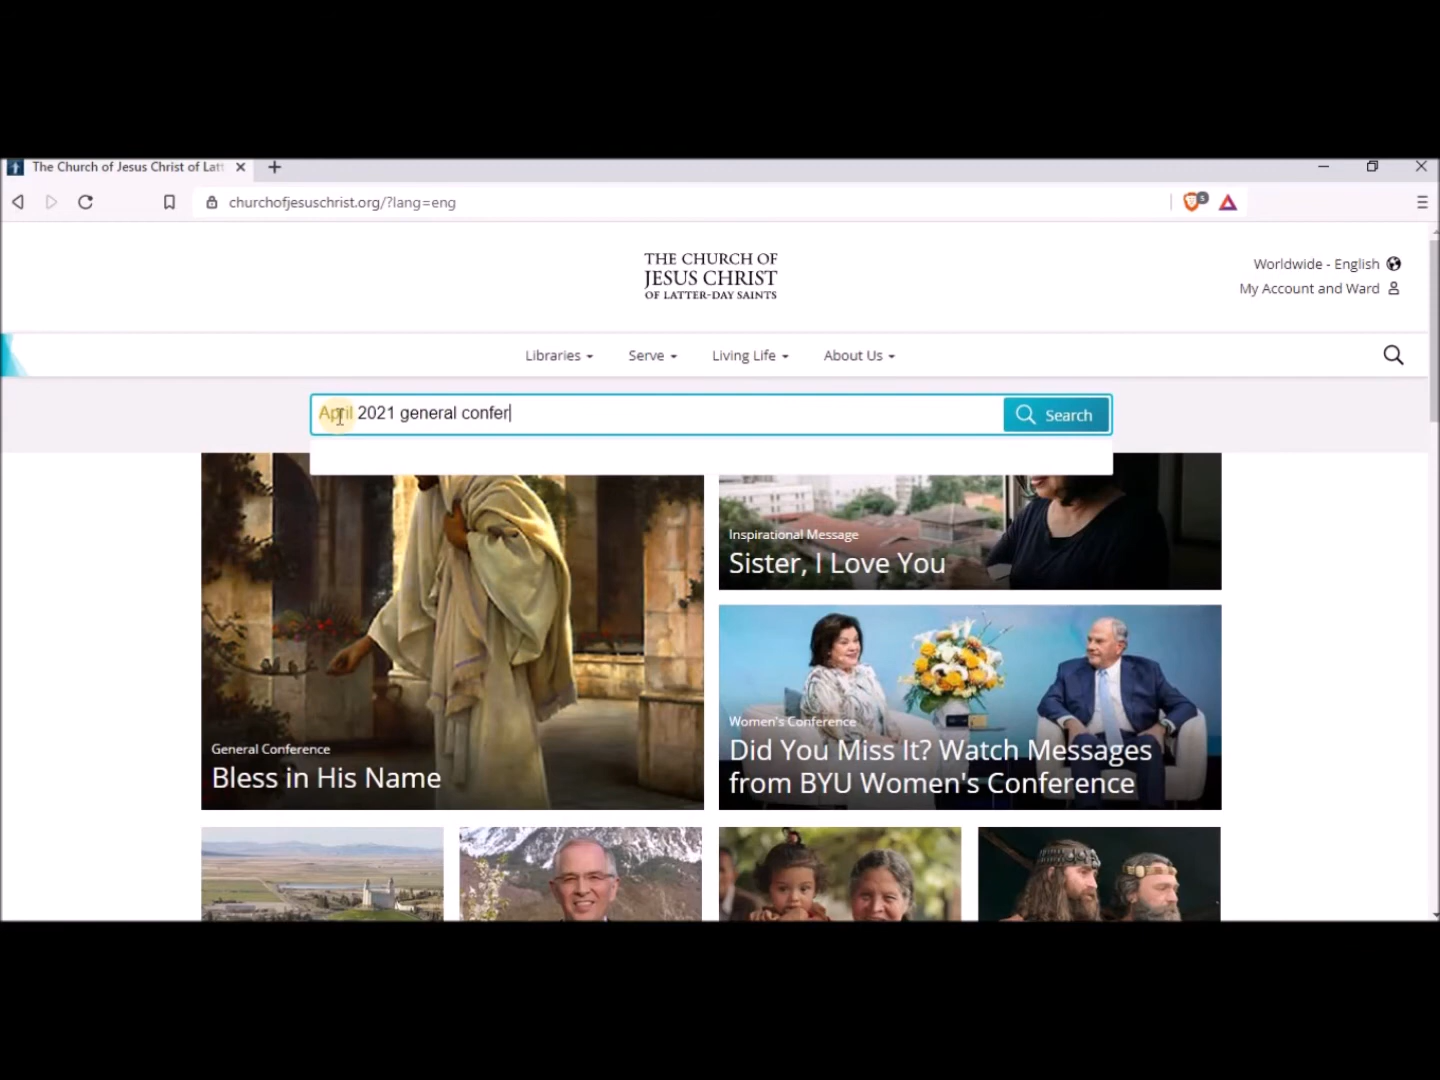 The Church of Jesus Christ of Latt
churchofjesuschrist.org/?lang=eng
5
THE CHURCH OF
JESUS CHRIST
OF LATTER-DAY SAINTS
Worldwide - English
My Account and Ward
Libraries
Serve
Living Life
About Us
April 2021 general confer
Search
Inspirational Message
Sister, I Love You
General Conference
Bless in His Name
Women's Conference
Did You Miss It? Watch Messages
from BYU Women's Conference